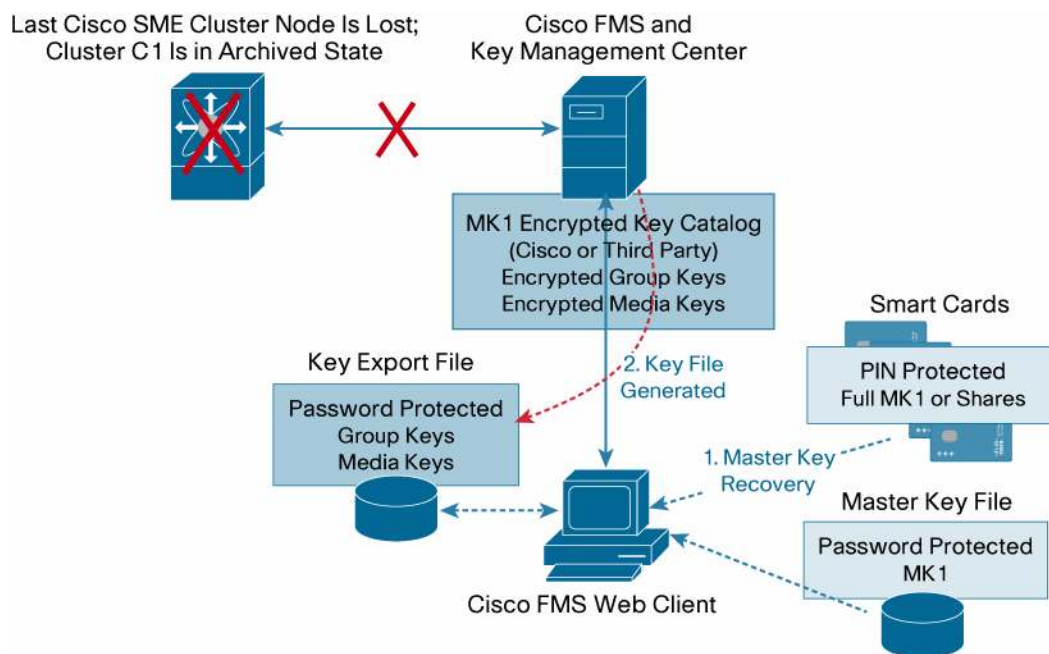 Last Cisco SME Cluster Node Is Lost;
Cluster C1 Is in Archived State
Cisco FMS and
Key Management Center
MK1 Encrypted Key Catalog
(Cisco or Third Party)
Encrypted Group Keys
Encrypted Media Keys
Smart Cards
PIN Protected
Full MK1 or Shares
Key Export File
2. Key File
Generated
Password Protected
Group Keys
Media Keys
1. Master Key
Recovery
Master Key File
Password Protected
MK1
Cisco FMS Web Client